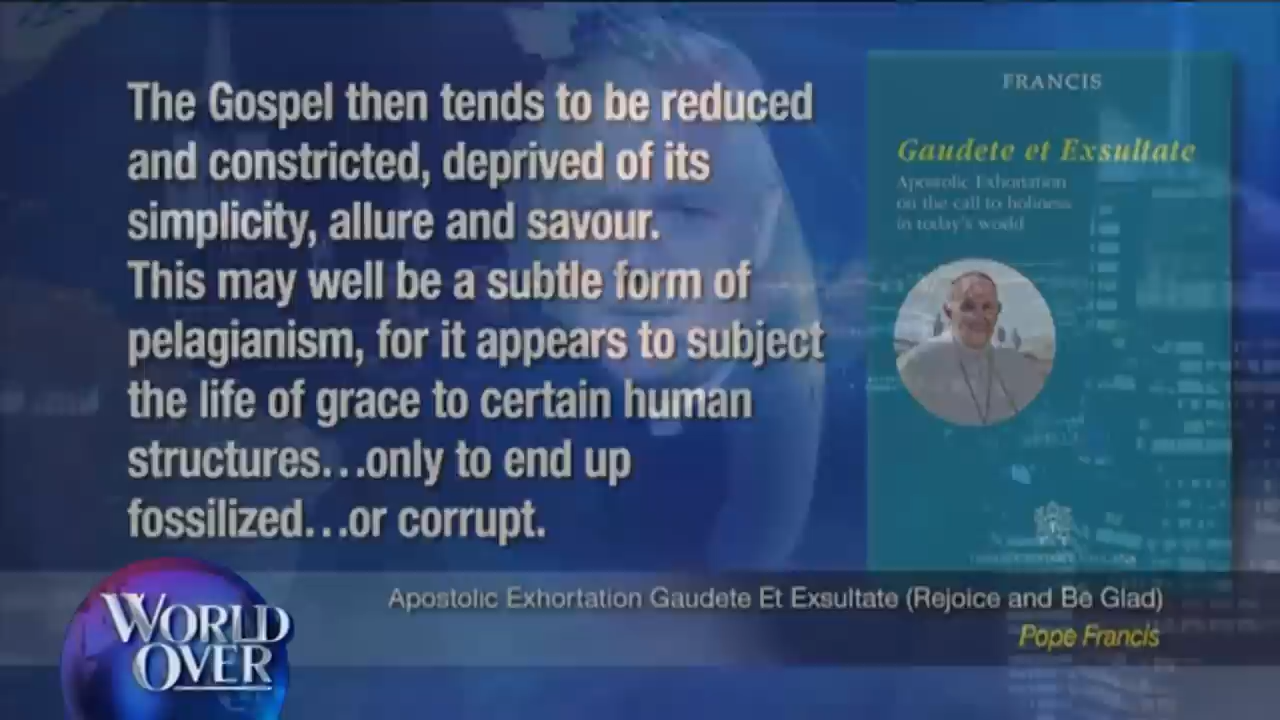 The Gospel then tends to be reduced
and constricted, deprived of its
simplicity, allure and savour.
This may well be a subtle form of
pelagianism, for it appears to subject
the life of grace to certain human
structures…only to end up
fossilized…or corrupt.
FRANCIS
Gaudete et Exsultate
Apostolic Exhortation
on the call to holiness
in today's world
Apostolic Exhortation Gaudete Et Exsultate (Rejoice and Be Glad)
Pope Francis
WORLD
OVER